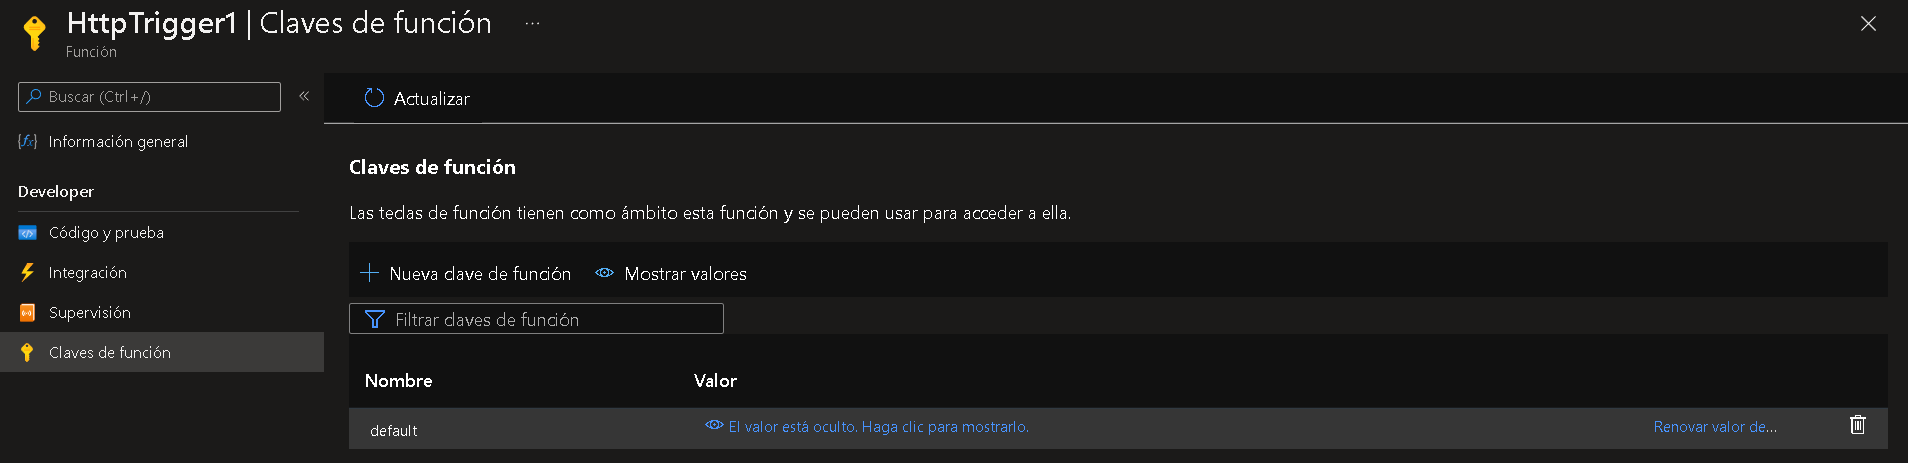 HttpTrigger1 | Claves de función ...
Función
Buscar (Ctrl+/)
«
Actualizar
Información general
Claves de función
Developer
Las teclas de función tienen como ámbito esta función y se pueden usar para acceder a ella.
Código y prueba
Integración
Nueva clave de función
Mostrar valores
Supervisión
Filtrar claves de función
Claves de función
Nombre
Valor
default
El valor está oculto. Haga clic para mostrarlo.
Renovar valor de...